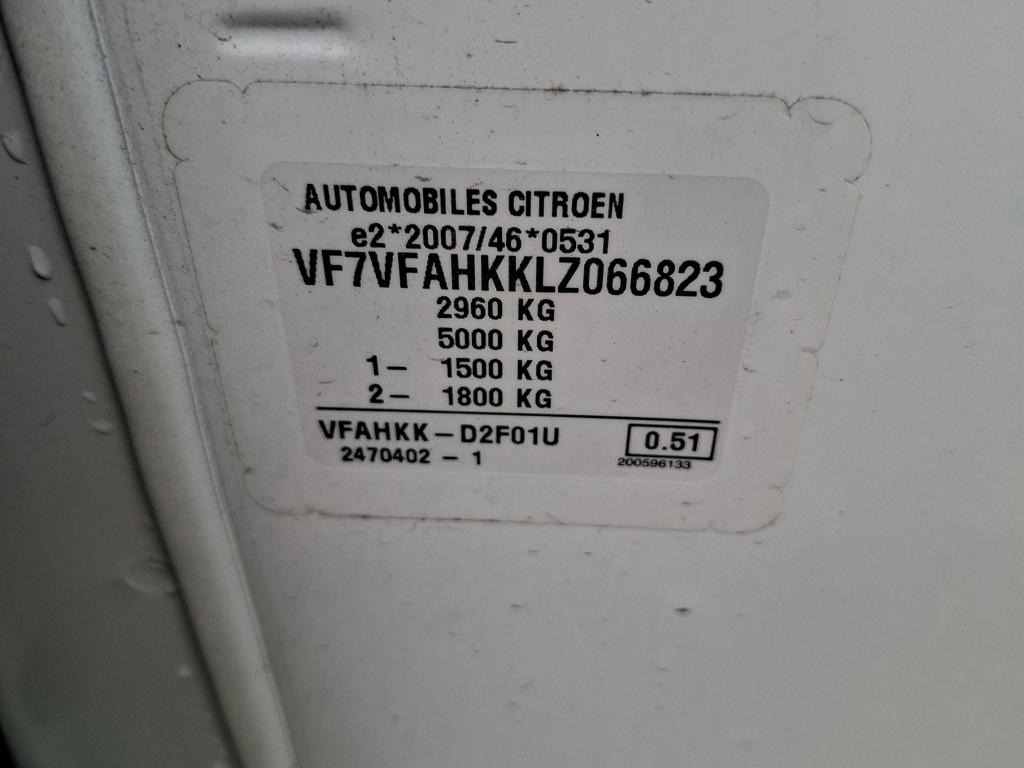 AUTOMOBILES CITROEN
e2*2007/46*0531
VF7VFAHKKLZ066823
2960 KG
5000 KG
1- 1500 KG
2- 1800 KG
VFAHKK-D2F01U 0.51
2470402 - 1 200596133